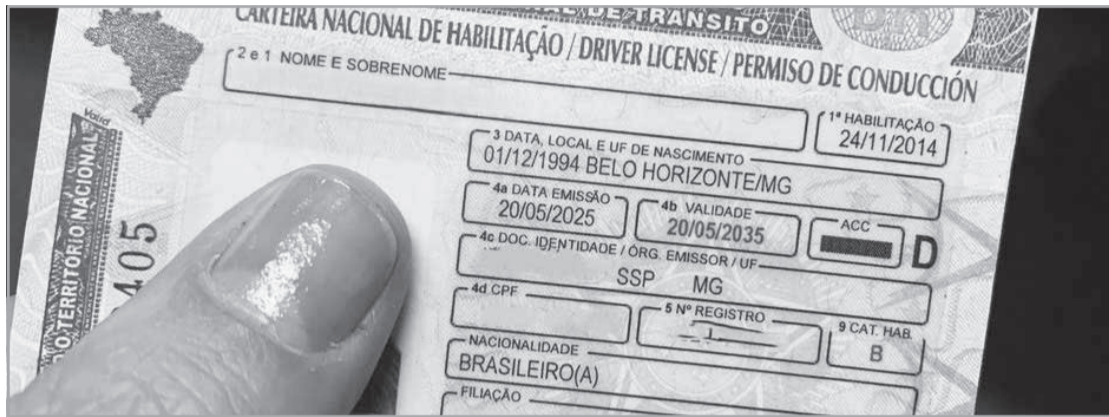 DE TRÂNSITO
CARTEIRA NACIONAL DE HABILITAÇÃO / DRIVER LICENSE / PERMISO DE CONDUCCIÓN
2 e 1 NOME E SOBRENOME
1ª HABILITAÇÃO
24/11/2014
3 DATA, LOCAL E UF DE NASCIMENTO
01/12/1994 BELO HORIZONTE/MG
4a DATA EMISSÃO
20/05/2025
4b VALIDADE
20/05/2035
ACC
D
4c DOC. IDENTIDADE / ÓRG. EMISSOR / UF
SSP MG
4d CPF
5 Nº REGISTRO
9 CAT. HAB.
B
NACIONALIDADE
BRASILEIRO(A)
FILIAÇÃO
TERRITÓRIO NACIONAL
405